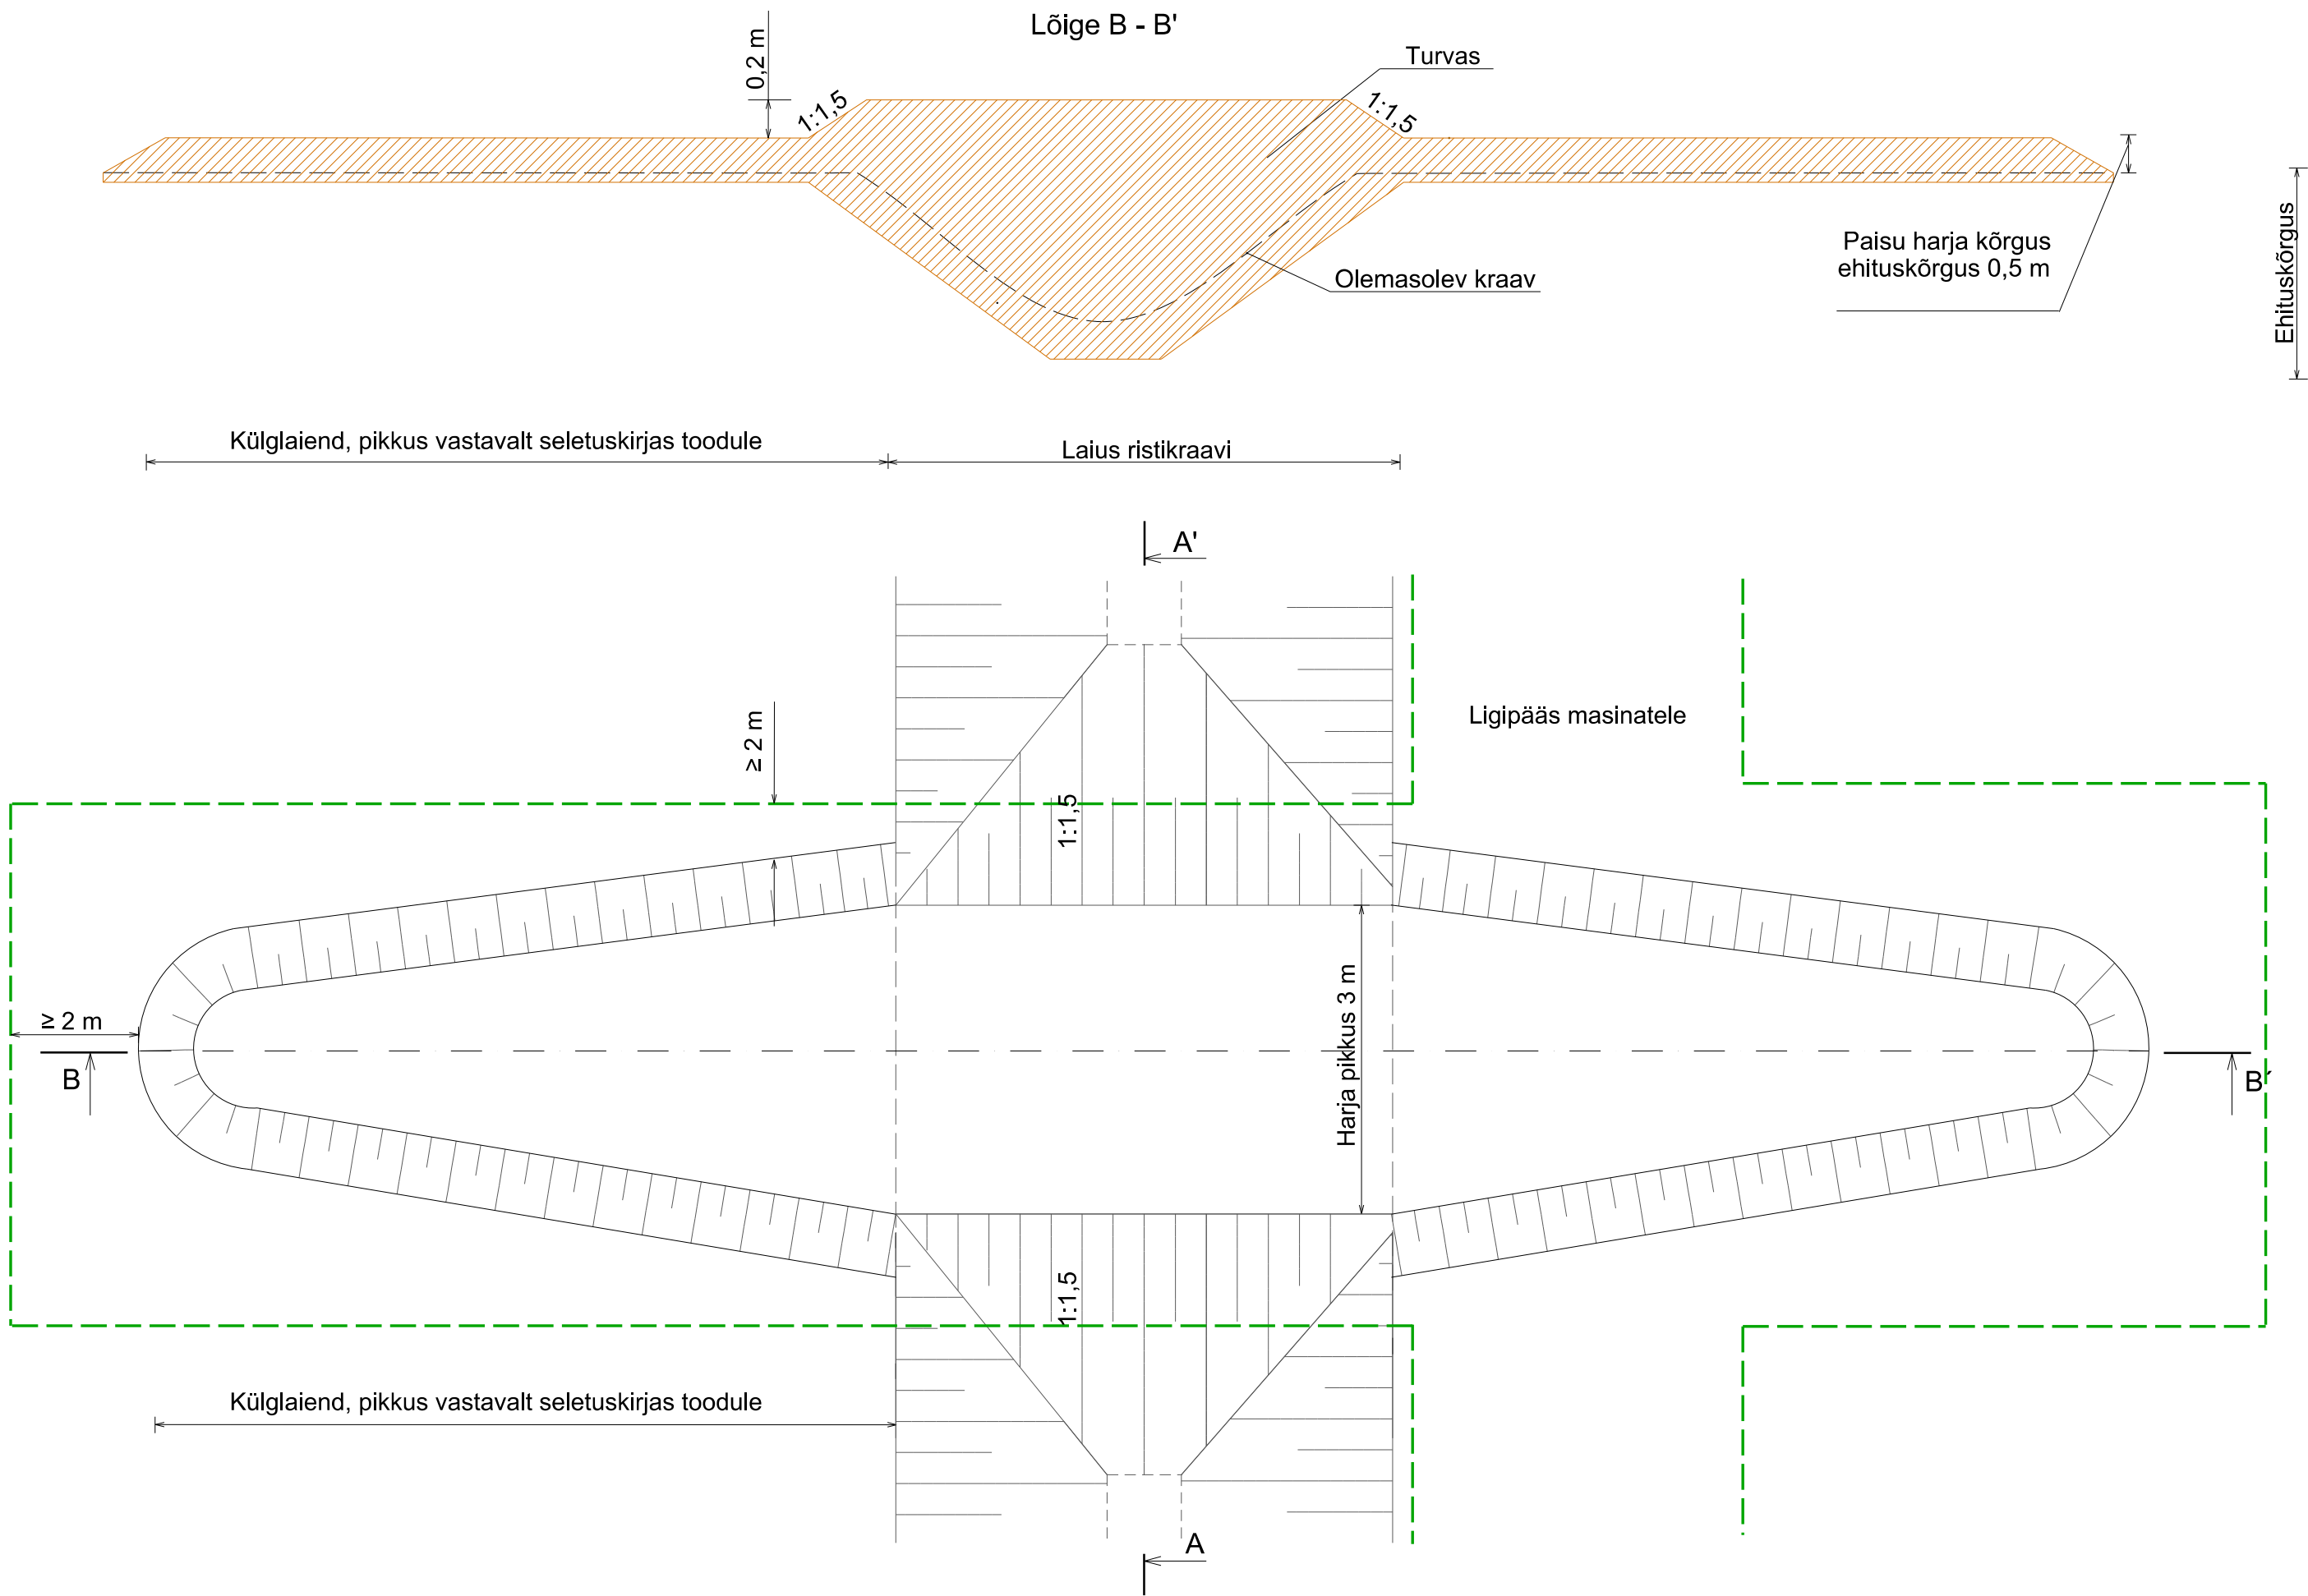 Lõige B - B'
0,2 m
Turvas
1:1,5
1:1,5
Paisu harja kõrgus
ehituskõrgus 0,5 m
Ehituskõrgus
Olemasolev kraav
Külglaiend, pikkus vastavalt seletuskirjas toodule
Laius ristikraavi
A'
≥ 2 m
Ligipääs masinatele
1:1,5
≥ 2 m
Harja pikkus 3 m
B
B´
1:1,5
Külglaiend, pikkus vastavalt seletuskirjas toodule
A